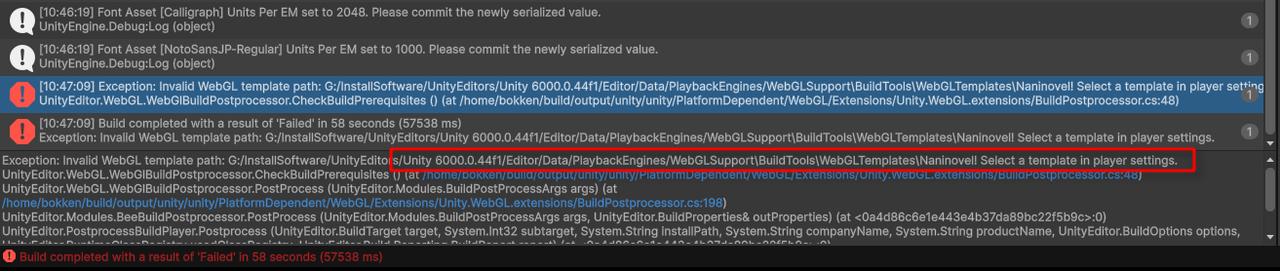 [10:46:19] Font Asset [Calligraph] Units Per EM set to 2048. Please commit the newly serialized value.
UnityEngine.Debug:Log (object)
1
[10:46:19] Font Asset [NotoSansJP-Regular] Units Per EM set to 1000. Please commit the newly serialized value.
UnityEngine.Debug:Log (object)
1
[10:47:09] Exception: Invalid WebGL template path: G:/InstallSoftware/UnityEditors/Unity 6000.0.44f1/Editor/Data/PlaybackEngines/WebGLSupport\BuildTools\WebGLTemplates\Naninovel! Select a template in player setting
UnityEditor.WebGL.WebGlBuildPostprocessor.CheckBuildPrerequisites () (at /home/bokken/build/output/unity/unity/PlatformDependent/WebGL/Extensions/Unity.WebGL.extensions/BuildPostprocessor.cs:48)
1
[10:47:09] Build completed with a result of 'Failed' in 58 seconds (57538 ms)
Exception: Invalid WebGL template path: G:/InstallSoftware/UnityEditors/Unity 6000.0.44f1/Editor/Data/PlaybackEngines/WebGLSupport\BuildTools\WebGLTemplates\Naninovel! Select a template in player settings.
1
Exception: Invalid WebGL template path: G:/InstallSoftware/UnityEditors/Unity 6000.0.44f1/Editor/Data/PlaybackEngines/WebGLSupport\BuildTools\WebGLTemplates\Naninovel! Select a template in player settings.
UnityEditor.WebGL.WebGlBuildPostprocessor.CheckBuildPrerequisites () (at /home/bokken/build/output/unity/unity/PlatformDependent/WebGL/Extensions/Unity.WebGL.extensions/BuildPostprocessor.cs:48)
UnityEditor.WebGL.WebGlBuildPostprocessor.PostProcess (UnityEditor.Modules.BuildPostProcessArgs args) (at
/home/bokken/build/output/unity/unity/PlatformDependent/WebGL/Extensions/Unity.WebGL.extensions/BuildPostprocessor.cs:198)
UnityEditor.Modules.BeeBuildPostprocessor.PostProcess (UnityEditor.Modules.BuildPostProcessArgs args, UnityEditor.BuildProperties& outProperties) (at <0a4d86c6e1e443e4b37da89bc22f5b9c>:0)
UnityEditor.PostprocessBuildPlayer.Postprocess (UnityEditor.BuildTarget target, System.Int32 subtarget, System.String installPath, System.String companyName, System.String productName, UnityEditor.BuildOptions options,
Build completed with a result of 'Failed' in 58 seconds (57538 ms)